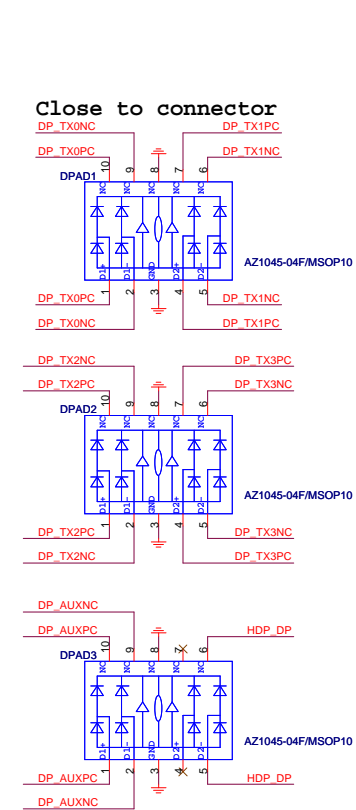 Close to connector
DP_TX0NC DP_TX1PC
DP_TX0PC DP_TX1NC
10 9 8 7 6
DPAD1
NC NC NC NC
AZ1045-04F/MSOP10
D1+ D1- GND D2+ D2-
1 2 3 4 5
DP_TX0PC DP_TX1NC
DP_TX0NC DP_TX1PC
DP_TX2NC DP_TX3PC
DP_TX2PC DP_TX3NC
10 9 8 7 6
DPAD2
NC NC NC NC
AZ1045-04F/MSOP10
D1+ D1- GND D2+ D2-
1 2 3 4 5
DP_TX2PC DP_TX3NC
DP_TX2NC DP_TX3PC
DP_AUXNC
DP_AUXPC HDP_DP
10 9 8 7 6
DPAD3
NC NC NC NC
AZ1045-04F/MSOP10
D1+ D1- GND D2+ D2-
1 2 3 4 5
DP_AUXPC HDP_DP
DP_AUXNC